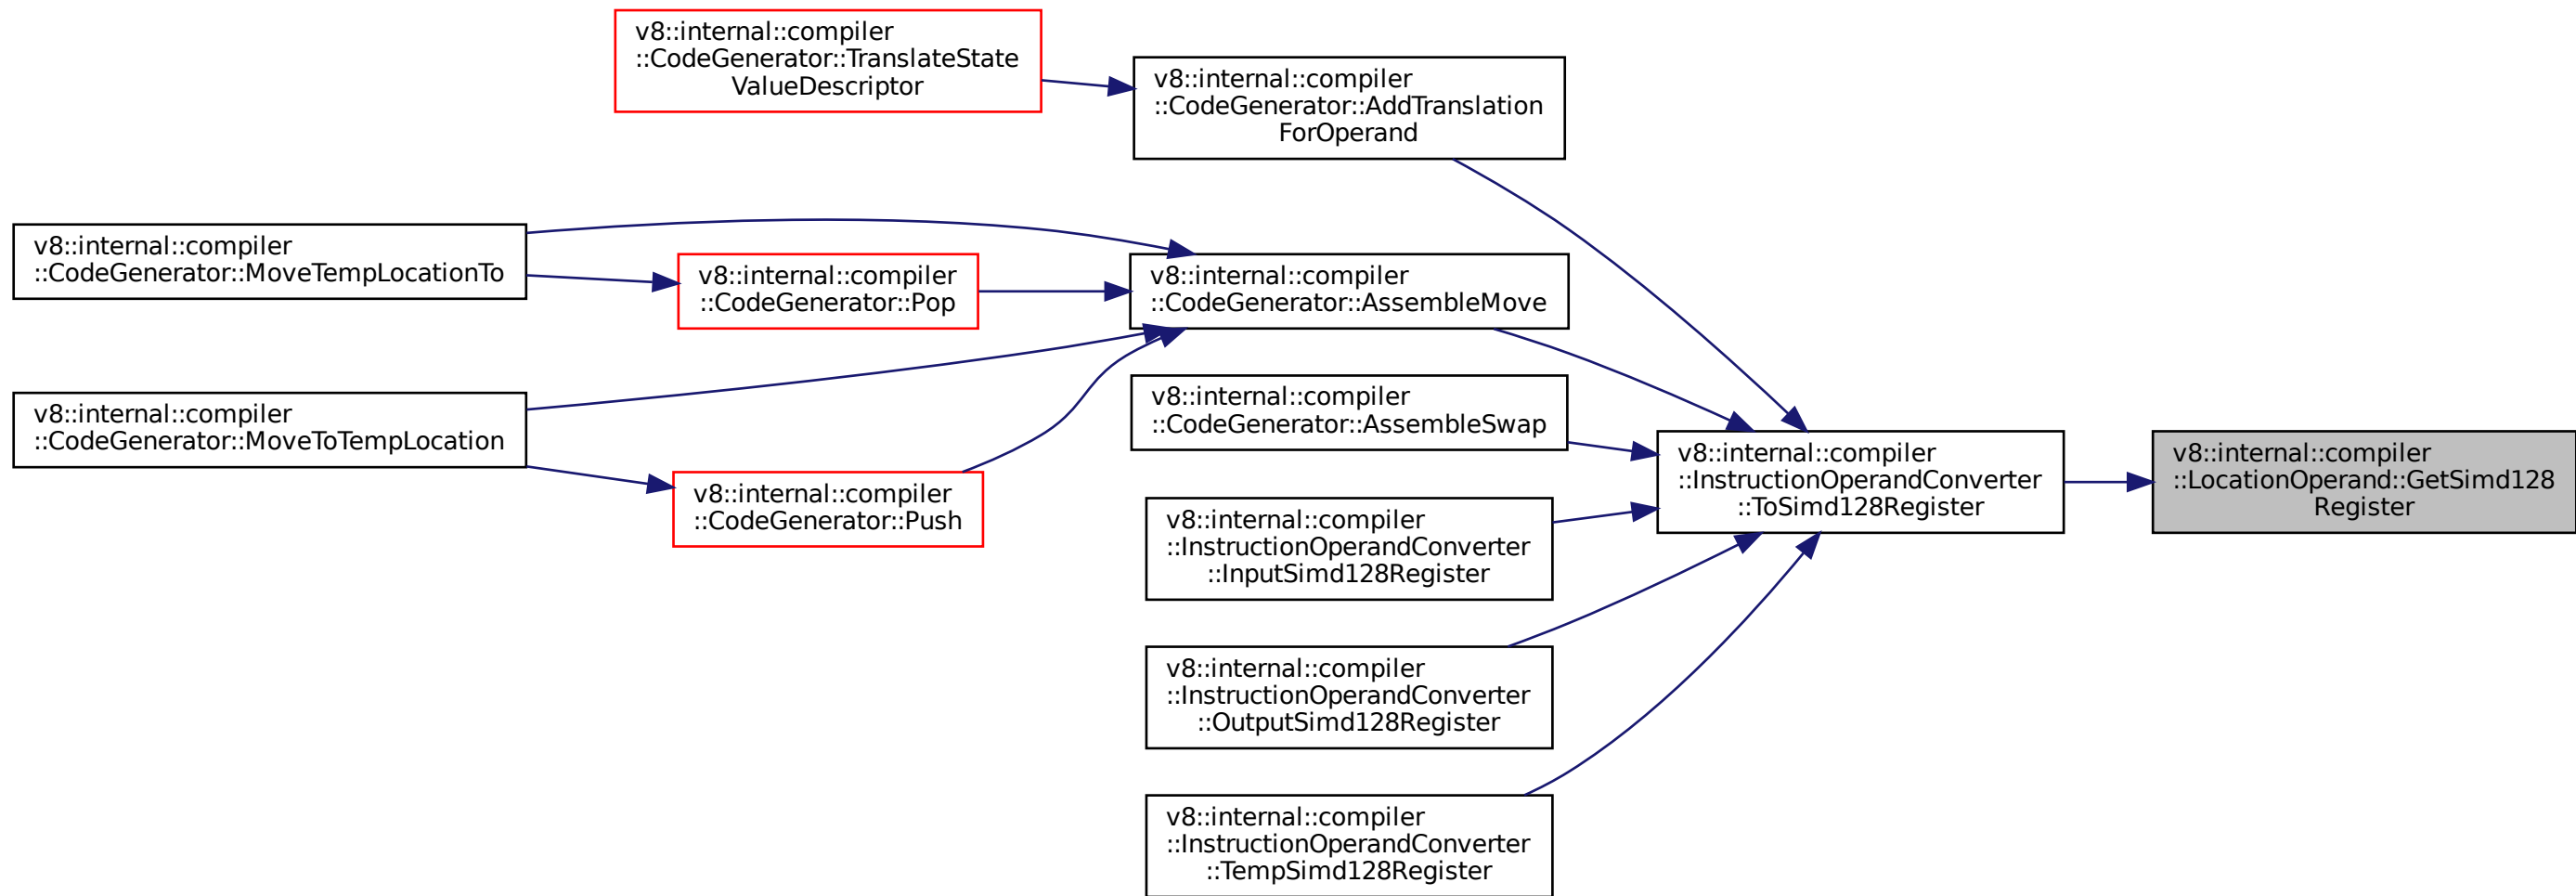 v8::internal::compiler
::CodeGenerator::TranslateState
ValueDescriptor
v8::internal::compiler
::CodeGenerator::AddTranslation
ForOperand
v8::internal::compiler
::CodeGenerator::MoveTempLocationTo
v8::internal::compiler
::CodeGenerator::Pop
v8::internal::compiler
::CodeGenerator::AssembleMove
v8::internal::compiler
::CodeGenerator::MoveToTempLocation
v8::internal::compiler
::CodeGenerator::Push
v8::internal::compiler
::CodeGenerator::AssembleSwap
v8::internal::compiler
::InstructionOperandConverter
::ToSimd128Register
v8::internal::compiler
::LocationOperand::GetSimd128
Register
v8::internal::compiler
::InstructionOperandConverter
::InputSimd128Register
v8::internal::compiler
::InstructionOperandConverter
::OutputSimd128Register
v8::internal::compiler
::InstructionOperandConverter
::TempSimd128Register